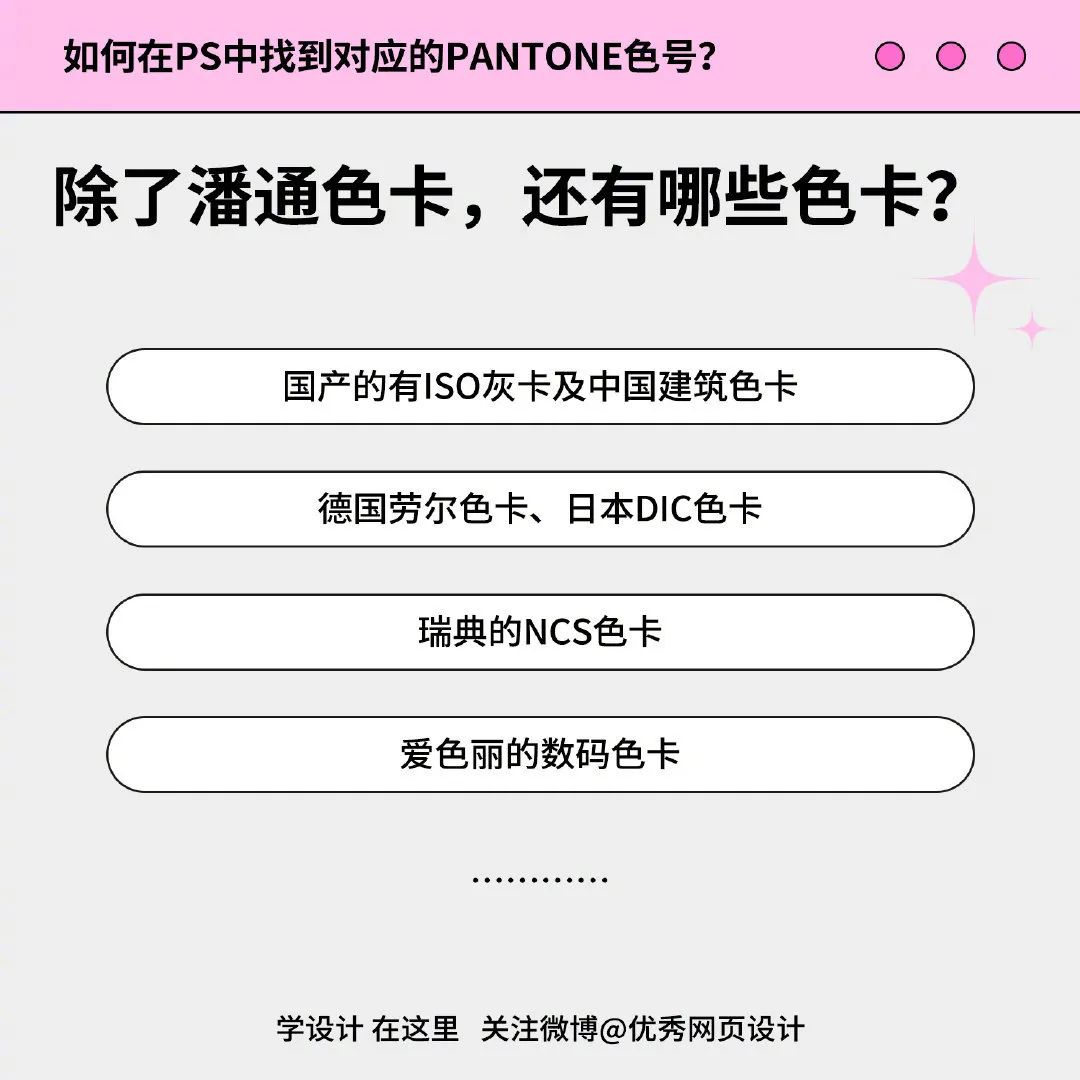 如何在PS中找到对应的PANTONE色号？
除了潘通色卡，还有哪些色卡？
国产的有ISO灰卡及中国建筑色卡
德国劳尔色卡、日本DIC色卡
瑞典的NCS色卡
爱色丽的数码色卡
............
学设计 在这里 关注微博@优秀网页设计